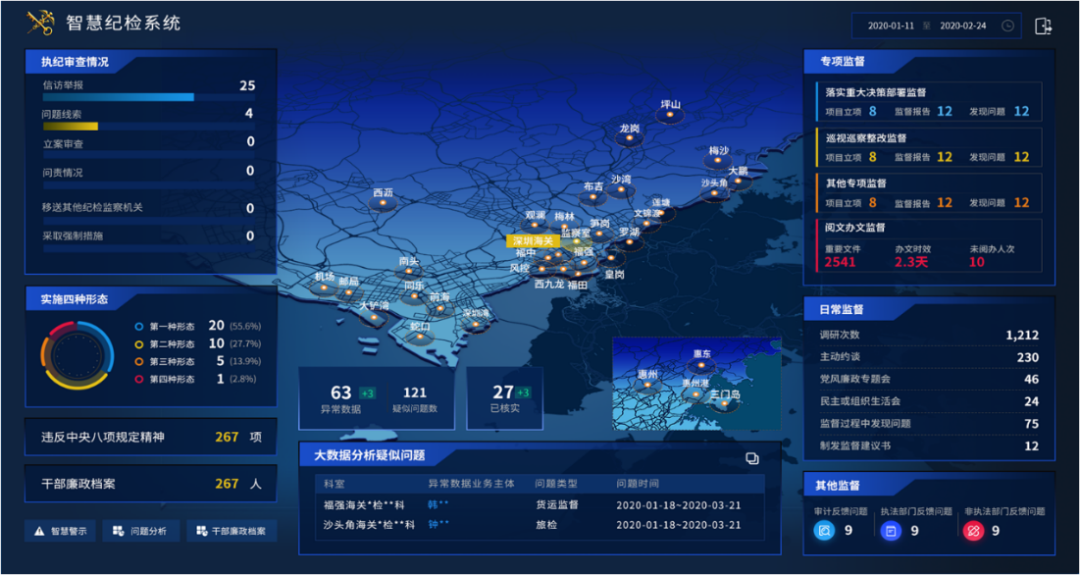 智慧纪检系统
2020-01-11 至 2020-02-24
执纪审查情况
信访举报 25
问题线索 4
立案审查 0
问责情况 0
移送其他纪检监察机关 0
采取强制措施 0
实施四种形态
第一种形态 20 (55.6%)
第二种形态 10 (27.7%)
第三种形态 5 (13.9%)
第四种形态 1 (2.8%)
违反中央八项规定精神 267 项
干部廉政档案 267 人
智慧警示 问题分析 干部廉政档案
坪山
龙岗
梅沙
大鹏
沙头角
沙湾
布吉
西沥
莲塘
文锦渡
观澜
梅林
笋岗
罗湖
监察室
深圳海关
福中
福强
风控
皇岗
西九龙
福田
南头
机场
邮局
同乐
前海
大铲湾
深圳湾
蛇口
惠东
惠州
惠州港
三门岛
63 +3
异常数据
121
疑似问题数
27 +3
已核实
大数据分析疑似问题
科室 异常数据业务主体 问题类型 问题时间
福强海关*检**科 韩** 货运监督 2020-01-18~2020-03-21
沙头角海关*检**科 钟** 旅检 2020-01-18~2020-03-21
专项监督
落实重大决策部署监督
项目立项 8 监督报告 12 发现问题 12
巡视巡察整改监督
项目立项 8 监督报告 12 发现问题 12
其他专项监督
项目立项 8 监督报告 12 发现问题 12
阅文办文监督
重要文件 办文时效 未阅办人次
2541 2.3天 10
日常监督
调研次数 1,212
主动约谈 230
党风廉政专题会 46
民主或组织生活会 24
监督过程中发现问题 75
制发监督建议书 12
其他监督
审计反馈问题 执法部门反馈问题 非执法部门反馈问题
9 9 9